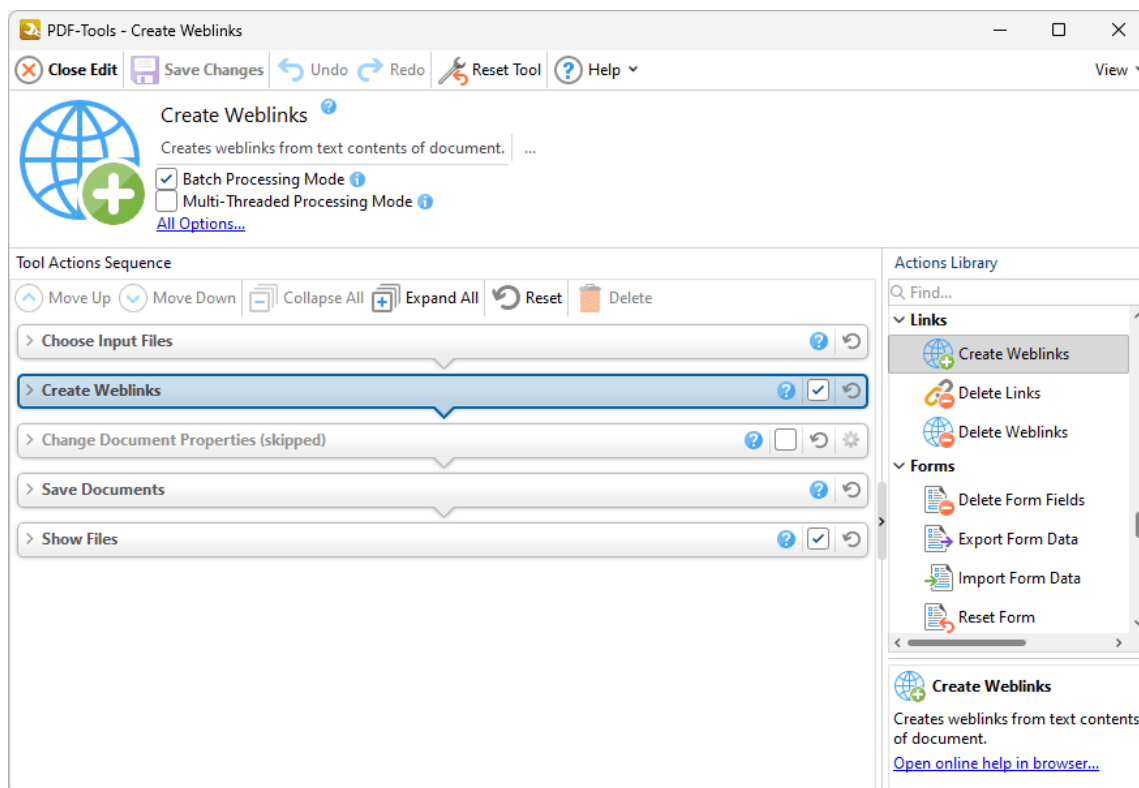 PDF-Tools - Create Weblinks
Close Edit Save Changes Undo Redo Reset Tool ? Help View
Create Weblinks ?
Creates weblinks from text contents of document. ...
Batch Processing Mode i
Multi-Threaded Processing Mode i
All Options...
Tool Actions Sequence
Move Up Move Down Collapse All Expand All Reset Delete
Choose Input Files ?
Create Weblinks ?
Change Document Properties (skipped) ?
Save Documents ?
Show Files ?
Actions Library
Find...
Links
Create Weblinks
Delete Links
Delete Weblinks
Forms
Delete Form Fields
Export Form Data
Import Form Data
Reset Form
Create Weblinks
Creates weblinks from text contents
of document.
Open online help in browser...